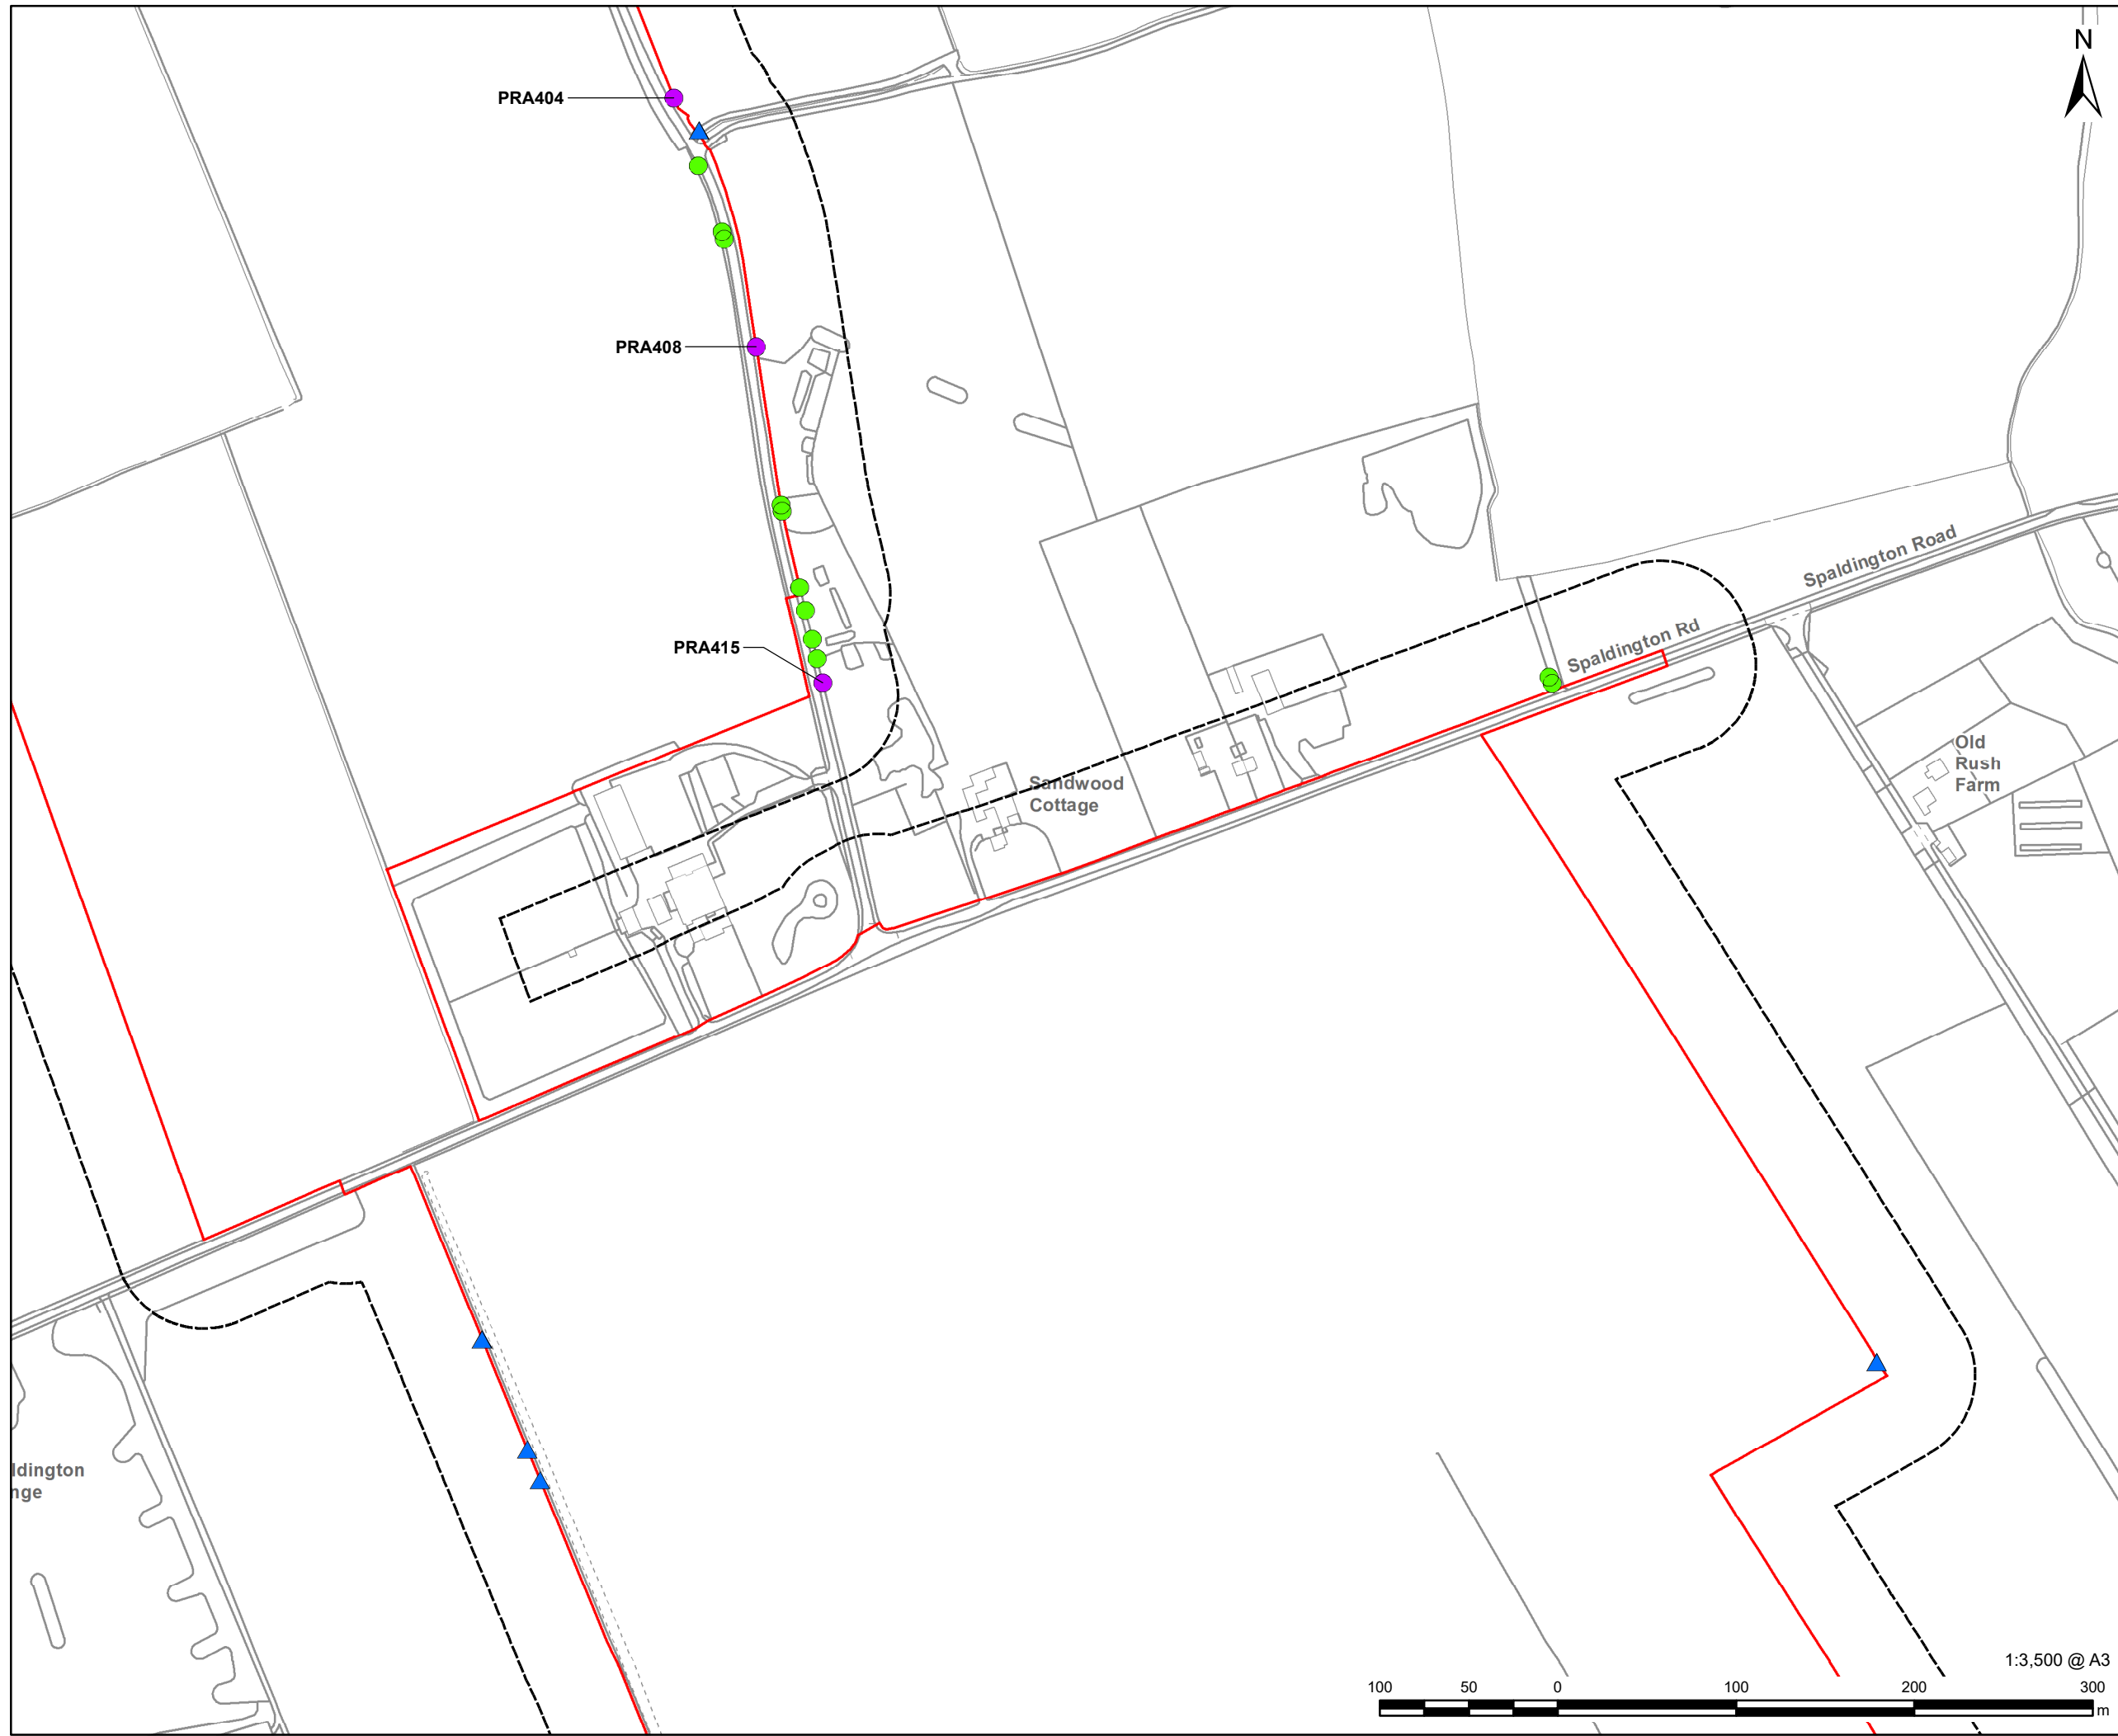 N
PRA404
PRA408
Spaldington Road
Spaldington Rd
PRA415
Old
Rush
Farm
Sandwood
Cottage
ldington
nge
1:3,500 @ A3
100 50 0 100 200 300
m